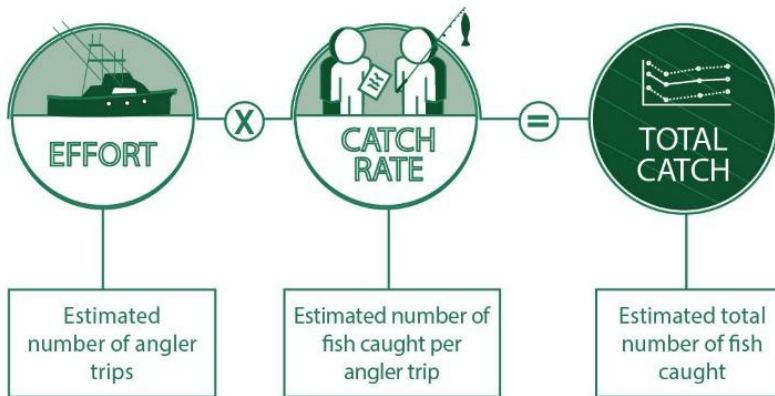 EFFORT
X
CATCH
RATE
=
TOTAL
CATCH
Estimated
number of angler
trips
Estimated number of
fish caught per
angler trip
Estimated total
number of fish
caught